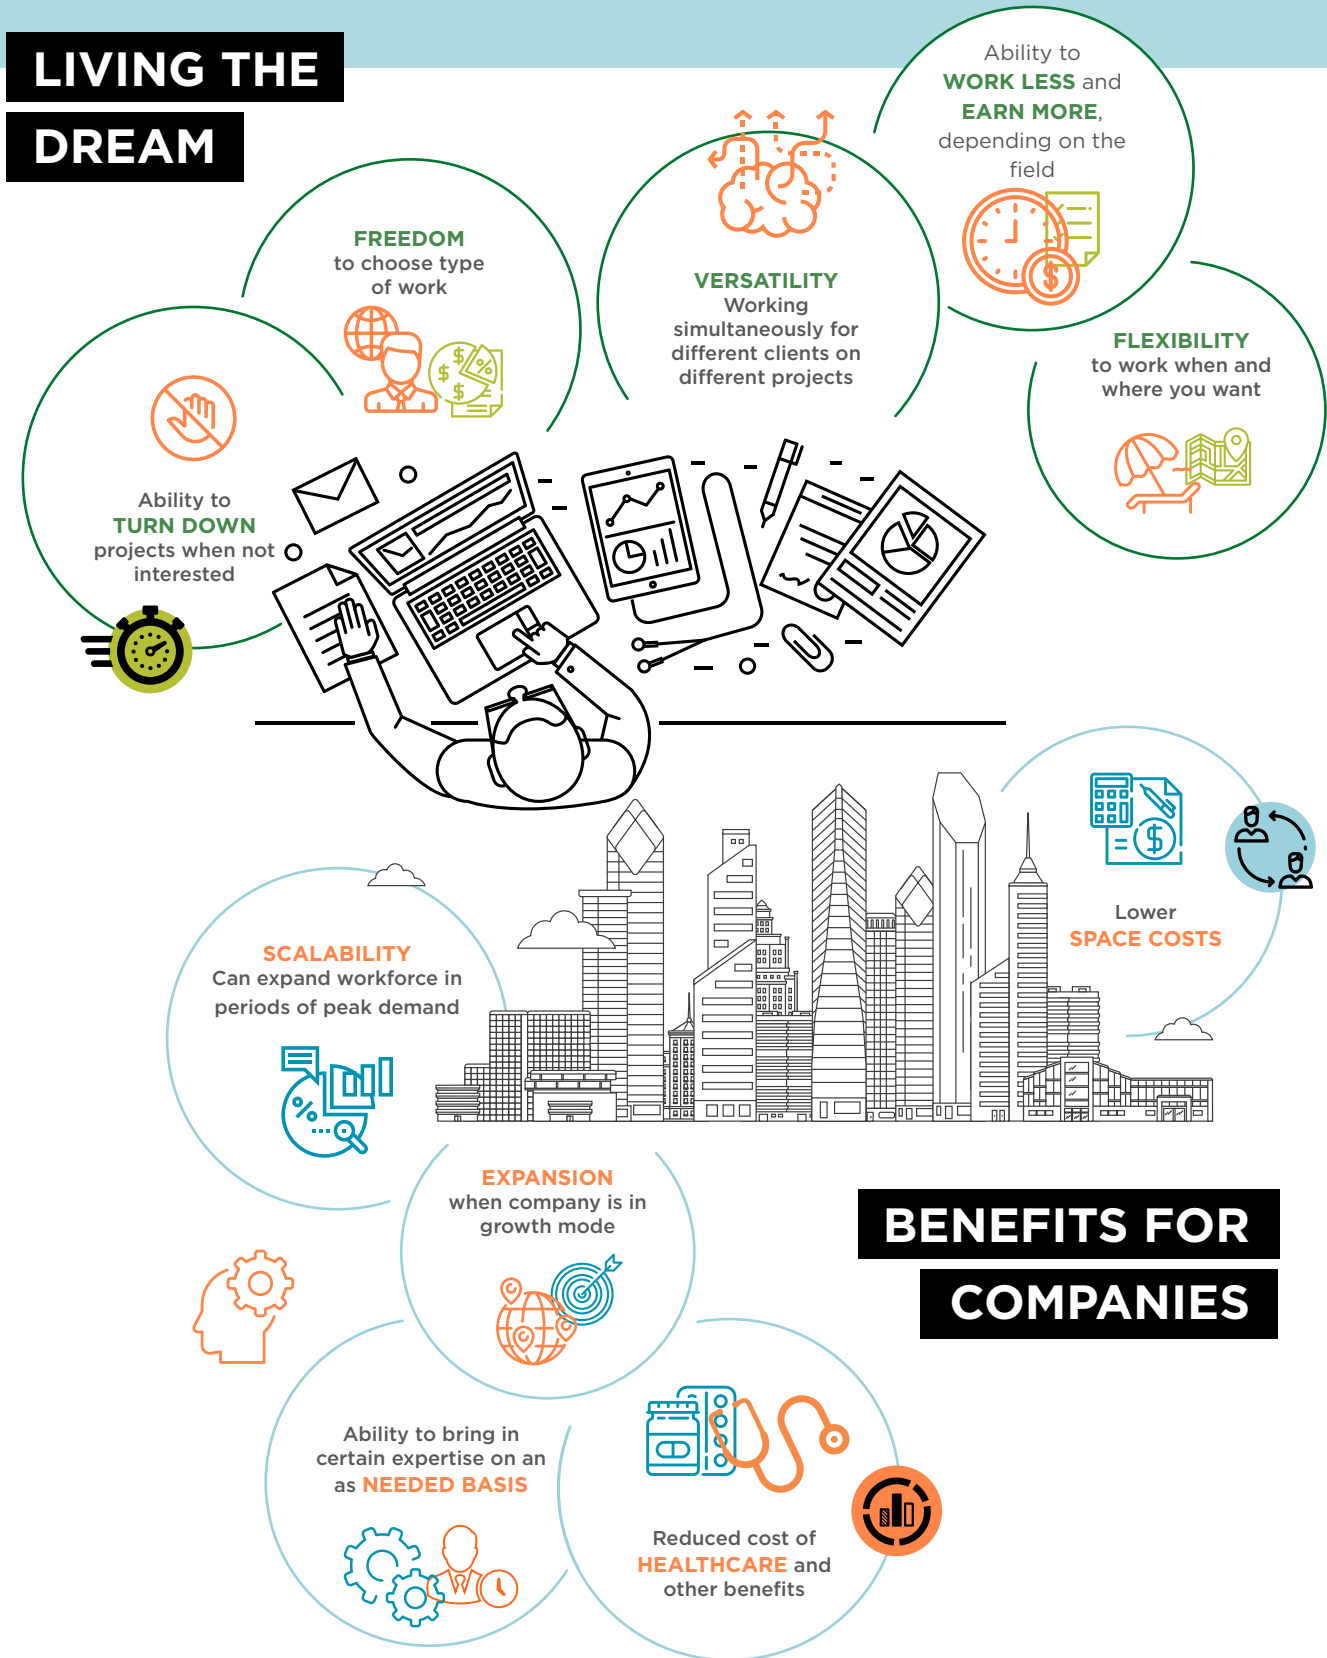 LIVING THE
DREAM
Ability to
TURN DOWN
projects when not
interested
FREEDOM
to choose type
of work
VERSATILITY
Working
simultaneously for
different clients on
different projects
Ability to
WORK LESS and
EARN MORE,
depending on the
field
FLEXIBILITY
to work when and
where you want
Lower
SPACE COSTS
SCALABILITY
Can expand workforce in
periods of peak demand
EXPANSION
when company is in
growth mode
BENEFITS FOR
COMPANIES
Ability to bring in
certain expertise on an
as NEEDED BASIS
Reduced cost of
HEALTHCARE and
other benefits